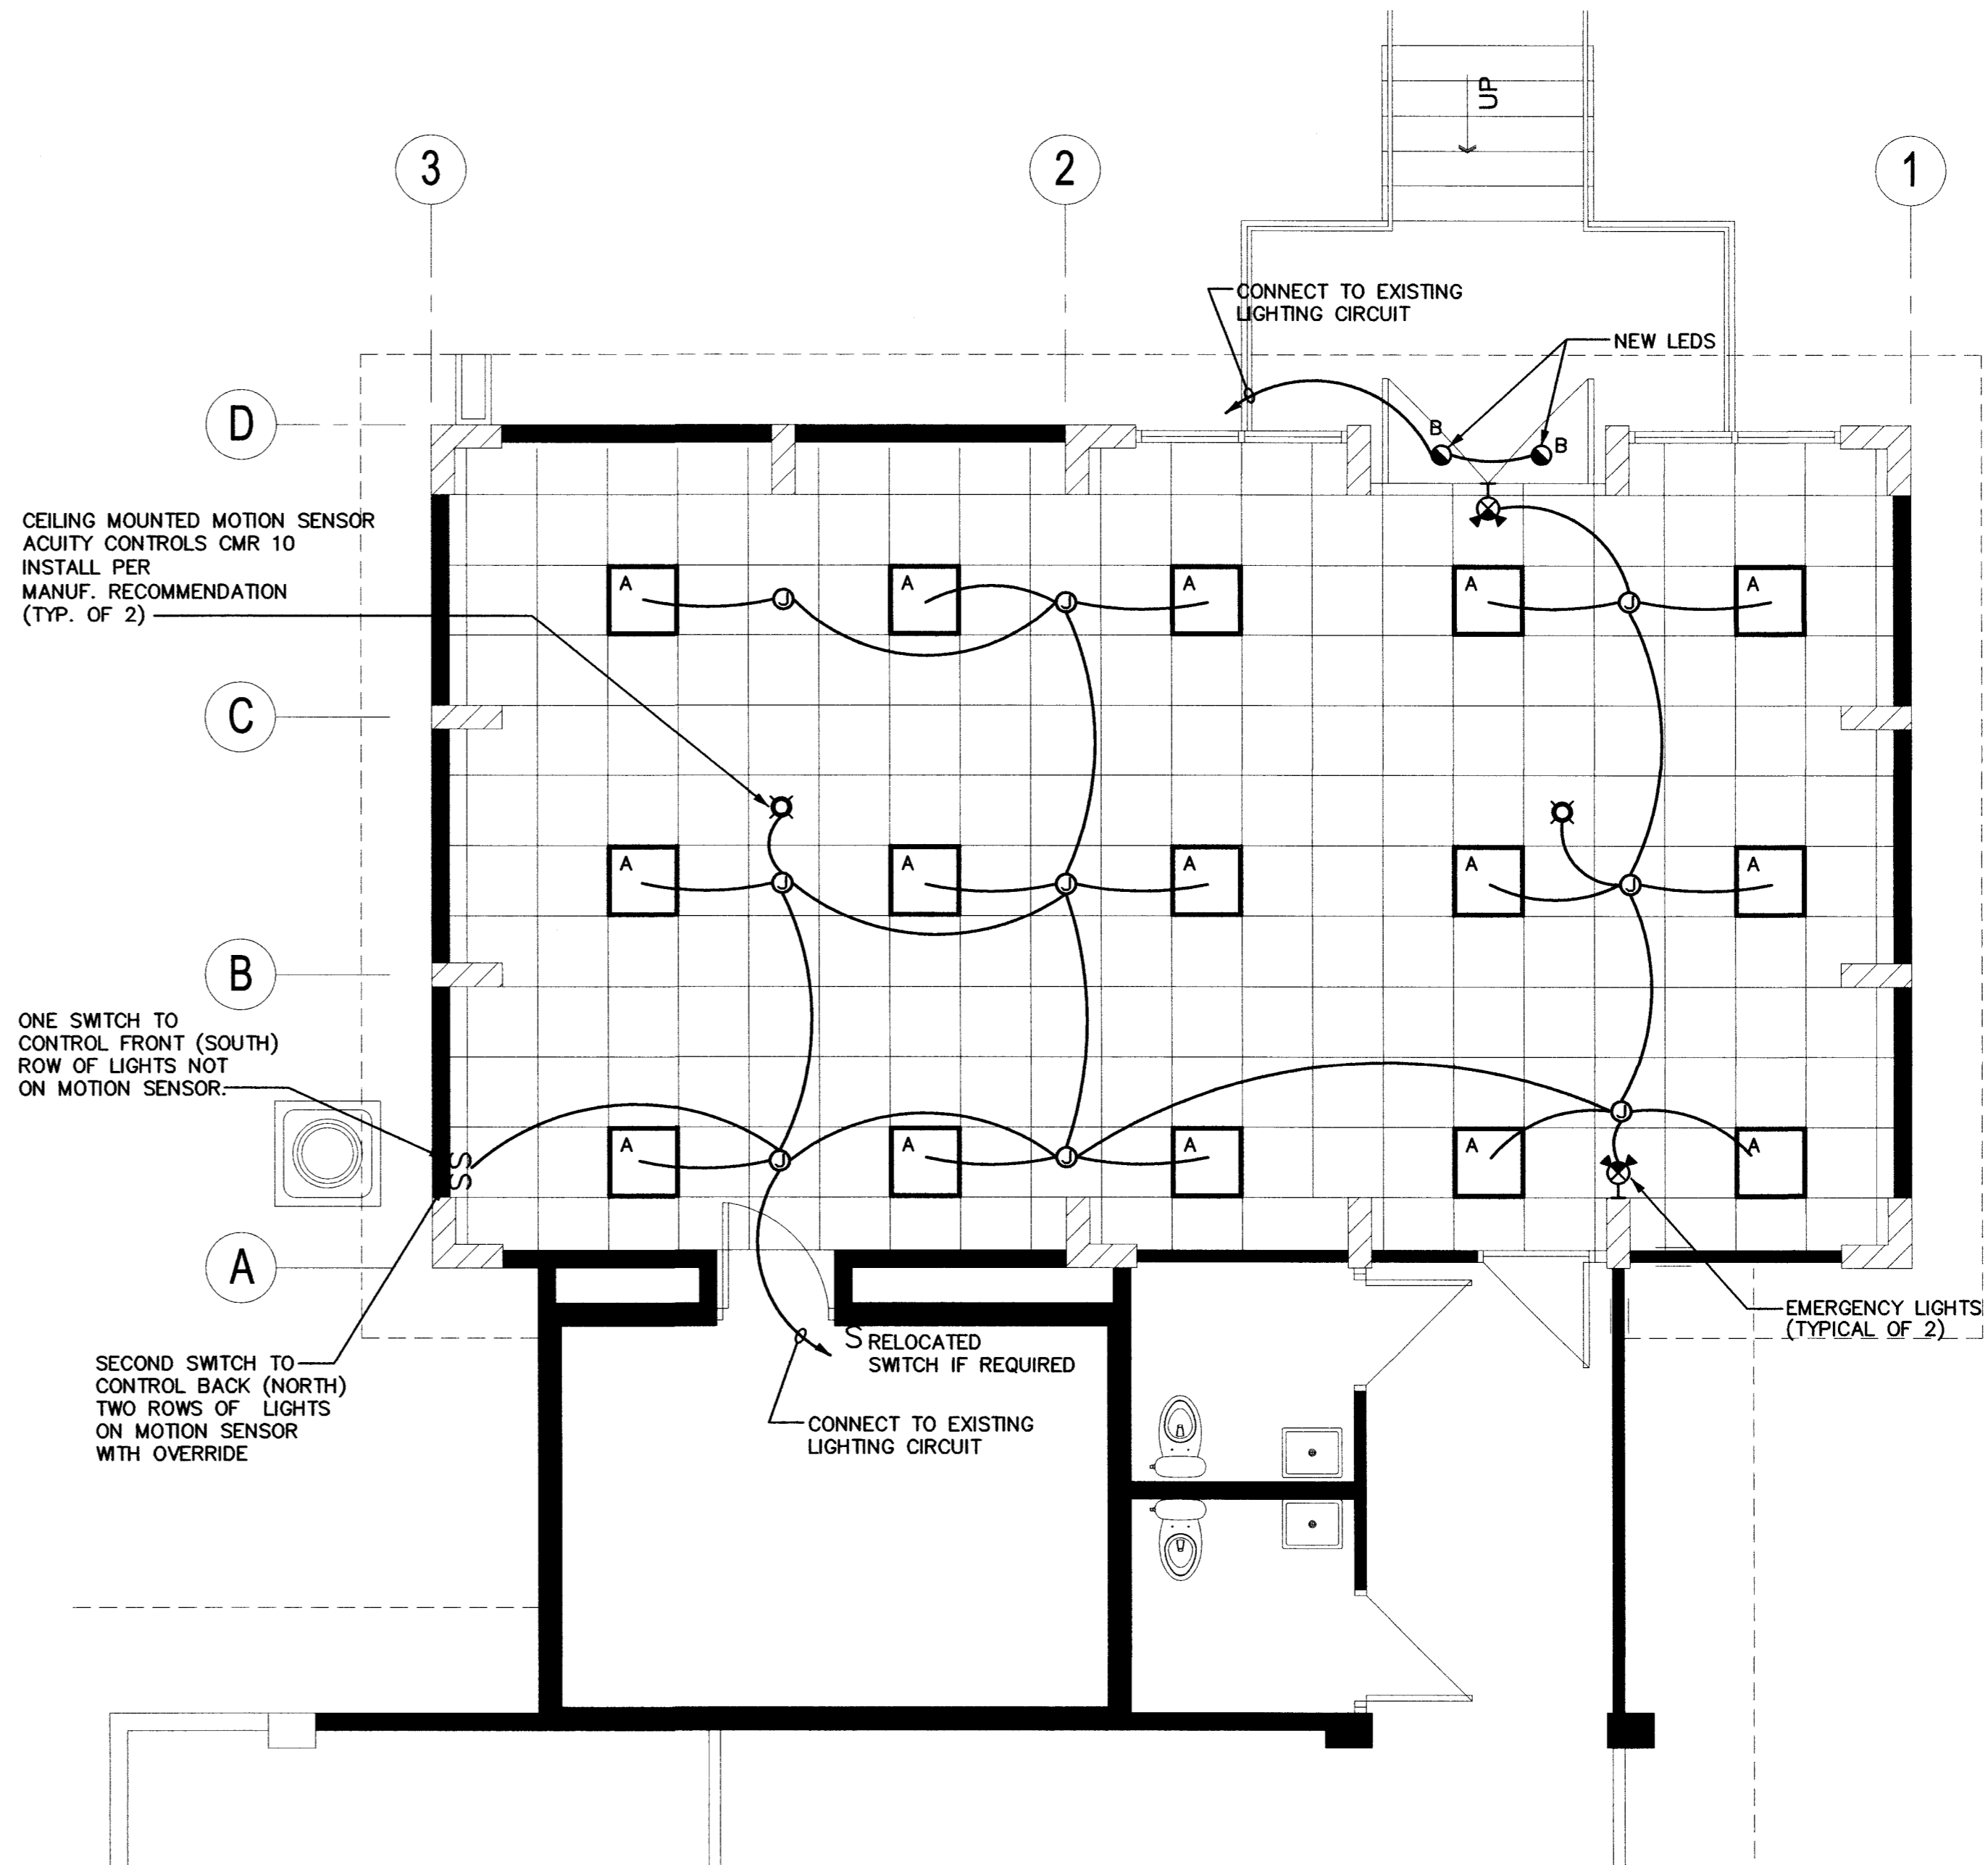 UP
3
2
1
CONNECT TO EXISTING
LIGHTING CIRCUIT
NEW LEDS
D
B
B
CEILING MOUNTED MOTION SENSOR
ACUITY CONTROLS CMR 10
INSTALL PER
MANUF. RECOMMENDATION
(TYP. OF 2)
A
A
A
A
A
J
J
J
C
A
A
A
A
A
J
J
J
B
ONE SWITCH TO
CONTROL FRONT (SOUTH)
ROW OF LIGHTS NOT
ON MOTION SENSOR.
J
A
A
A
A
A
J
J
S
S
A
EMERGENCY LIGHTS
(TYPICAL OF 2)
S RELOCATED
SWITCH IF REQUIRED
SECOND SWITCH TO
CONTROL BACK (NORTH)
TWO ROWS OF LIGHTS
ON MOTION SENSOR
WITH OVERRIDE
CONNECT TO EXISTING
LIGHTING CIRCUIT